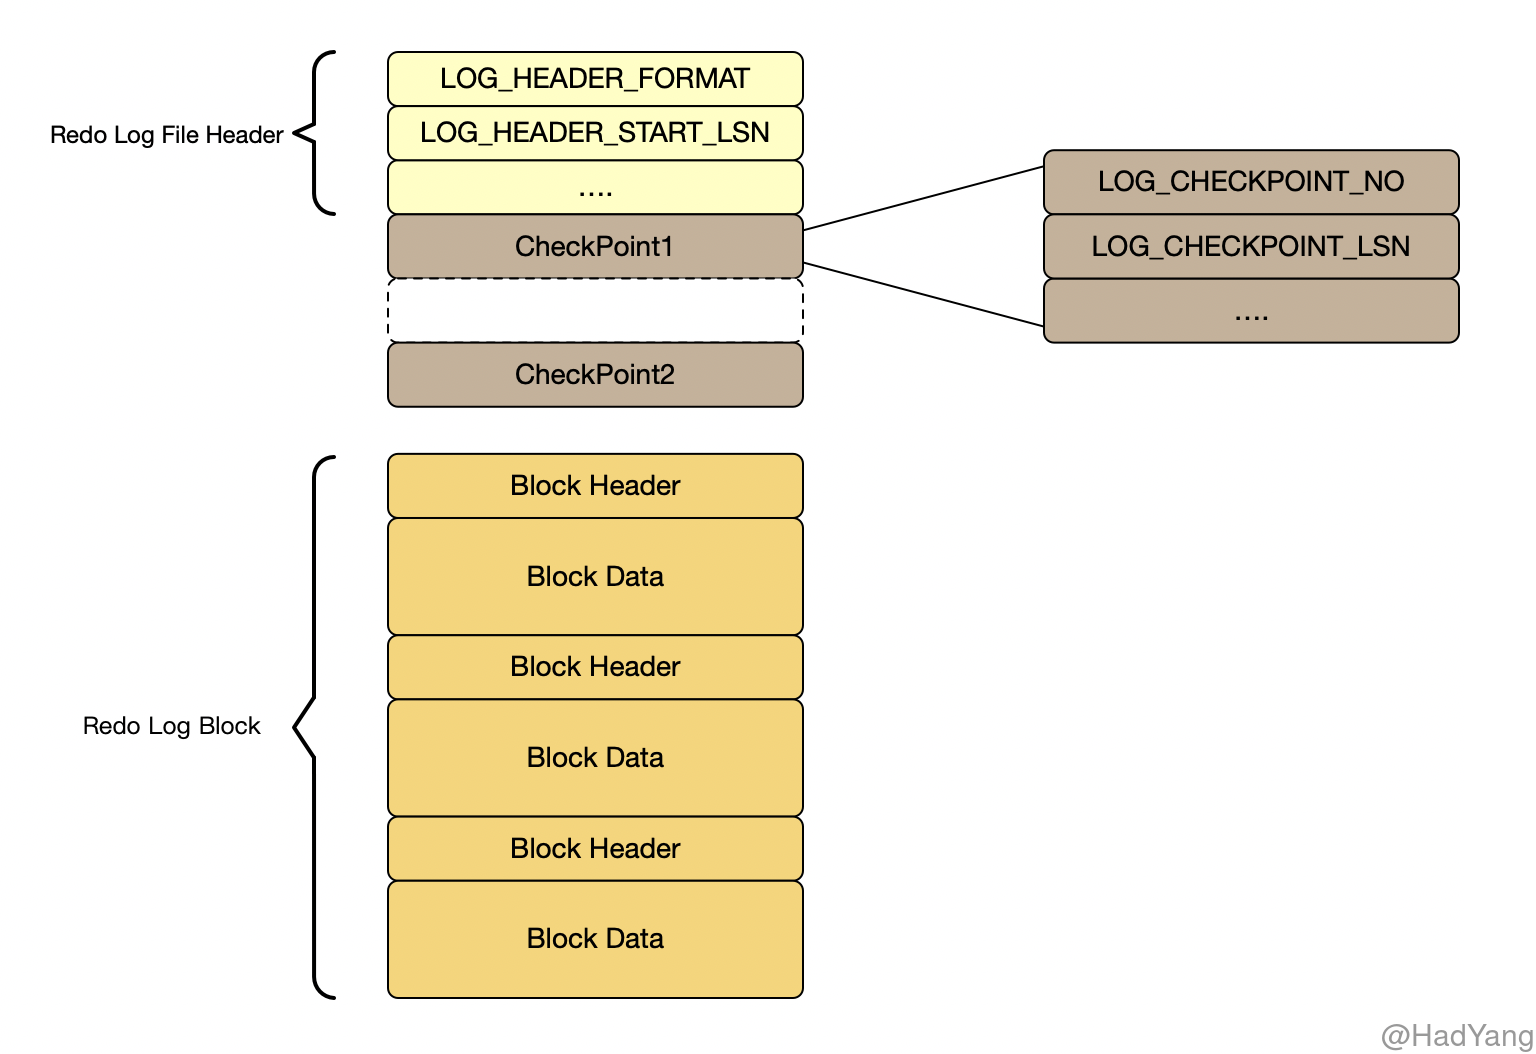 Redo Log File Header
LOG_HEADER_FORMAT
LOG_HEADER_START_LSN
....
CheckPoint1
CheckPoint2
LOG_CHECKPOINT_NO
LOG_CHECKPOINT_LSN
....
Redo Log Block
Block Header
Block Data
Block Header
Block Data
Block Header
Block Data
@HadYang